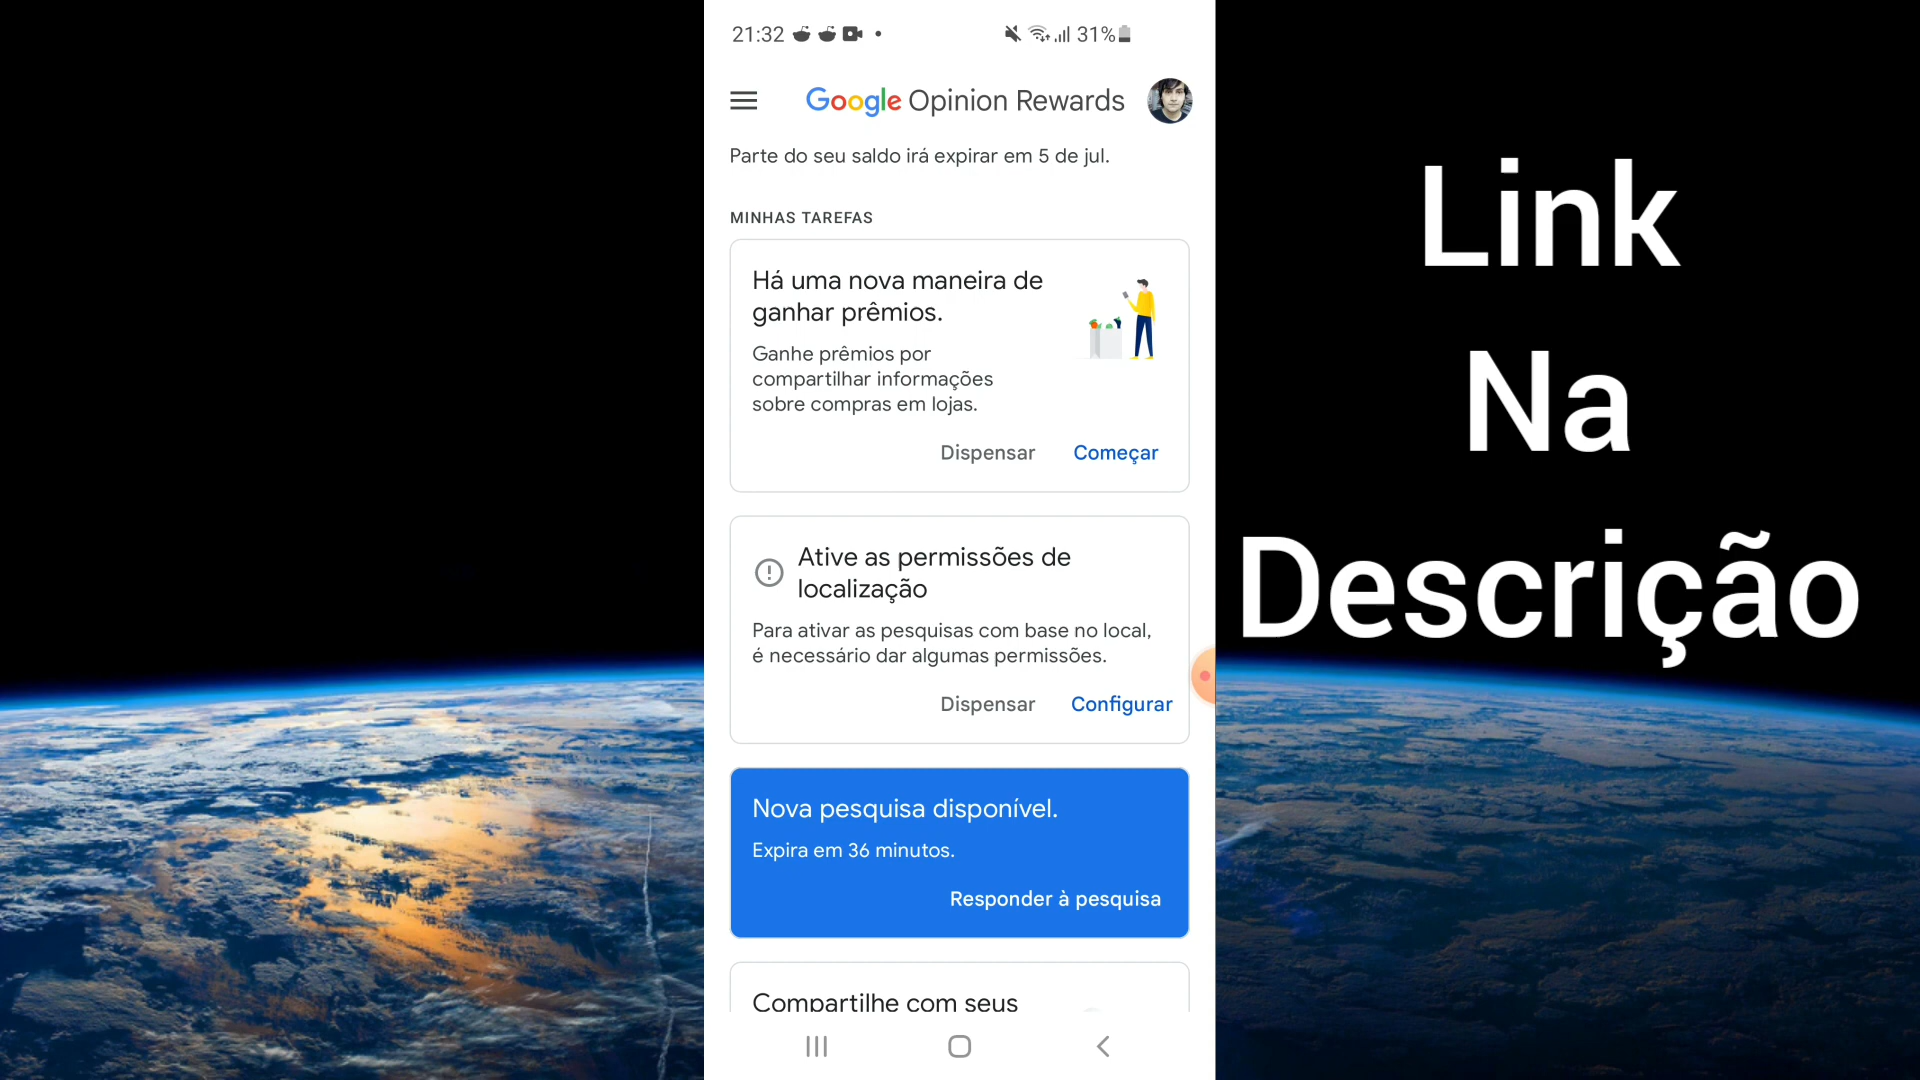 21:32
31%
Google Opinion Rewards
Parte do seu saldo irá expirar em 5 de jul.
MINHAS TAREFAS
Há uma nova maneira de
ganhar prêmios.
Ganhe prêmios por
compartilhar informações
sobre compras em lojas.
Dispensar
Começar
Ative as permissões de
localização
Para ativar as pesquisas com base no local,
é necessário dar algumas permissões.
Dispensar
Configurar
Nova pesquisa disponível.
Expira em 36 minutos.
Responder à pesquisa
Compartilhe com seus
Link
Na
Descrição